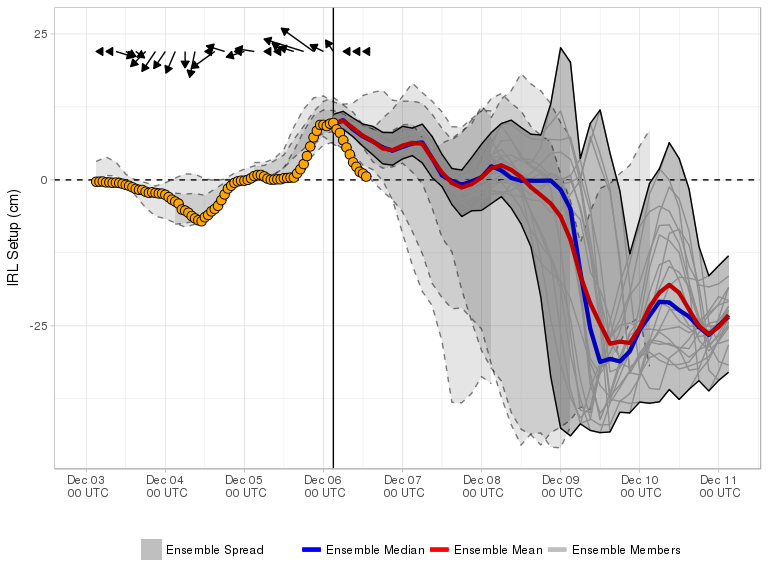 IRL Setup (cm)
25
0
-25
Dec 03 Dec 04 Dec 05 Dec 06 Dec 07 Dec 08 Dec 09 Dec 10 Dec 11
00 UTC 00 UTC 00 UTC 00 UTC 00 UTC 00 UTC 00 UTC 00 UTC 00 UTC
Ensemble Spread Ensemble Median Ensemble Mean Ensemble Members